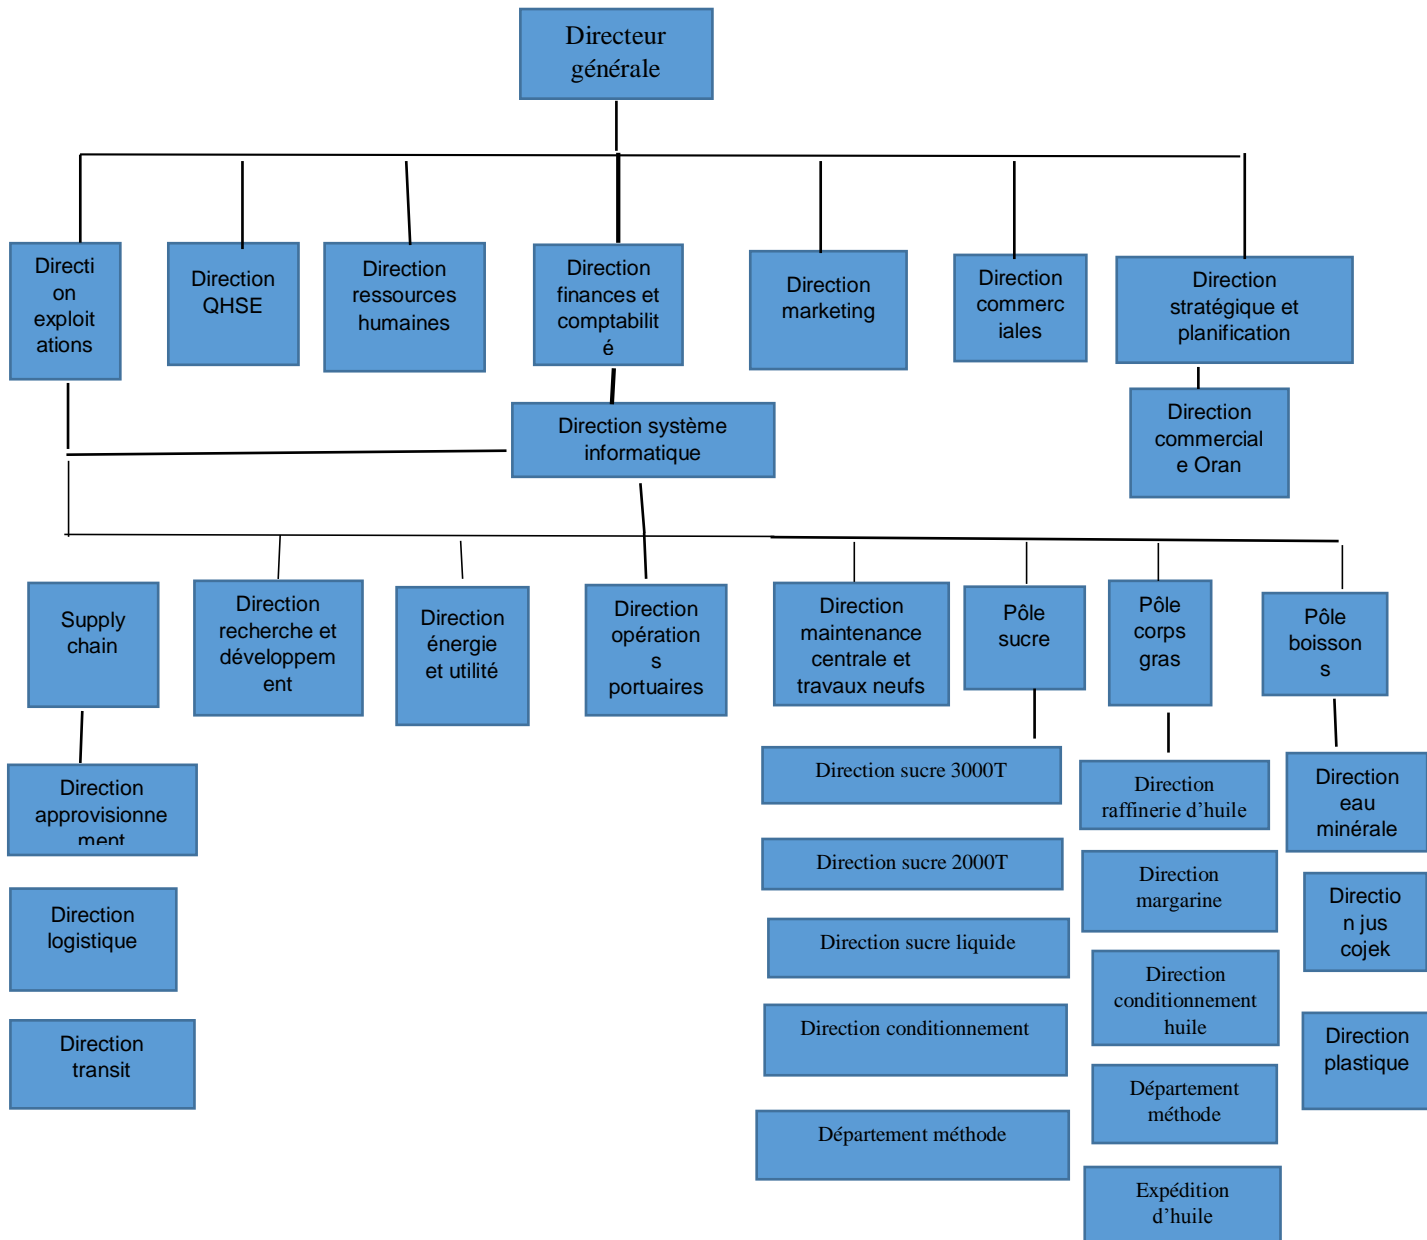 Directeur
générale
Directi
on
exploit
ations
Direction
QHSE
Direction
ressources
humaines
Direction
finances et
comptabilit
é
Direction
marketing
Direction
commerc
iales
Direction
stratégique et
planification
Direction système
informatique
Direction
commercial
e Oran
Supply
chain
Direction
recherche et
développem
ent
Direction
énergie
et utilité
Direction
opération
s
portuaires
Direction
maintenance
centrale et
travaux neufs
Pôle
sucre
Pôle
corps
gras
Pôle
boisson
s
Direction
approvisionne
ment
Direction
logistique
Direction
transit
Direction sucre 3000T
Direction sucre 2000T
Direction sucre liquide
Direction conditionnement
Département méthode
Direction
raffinerie d’huile
Direction
margarine
Direction
conditionnement
huile
Département
méthode
Expédition
d’huile
Direction
eau
minérale
Directio
n jus
cojek
Direction
plastique